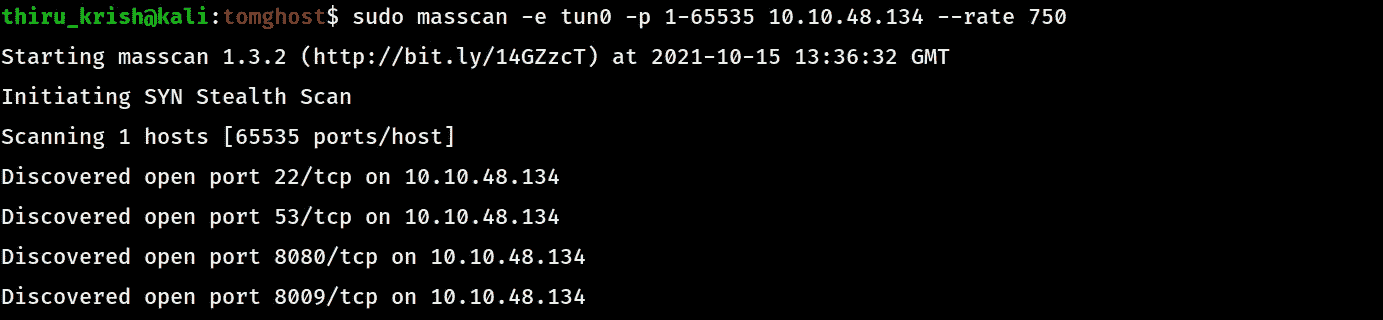 thiru_krish@kali:tomghost$ sudo masscan -e tun0 -p 1-65535 10.10.48.134 --rate 750
Starting masscan 1.3.2 (http://bit.ly/14GZzcT) at 2021-10-15 13:36:32 GMT
Initiating SYN Stealth Scan
Scanning 1 hosts [65535 ports/host]
Discovered open port 22/tcp on 10.10.48.134
Discovered open port 53/tcp on 10.10.48.134
Discovered open port 8080/tcp on 10.10.48.134
Discovered open port 8009/tcp on 10.10.48.134